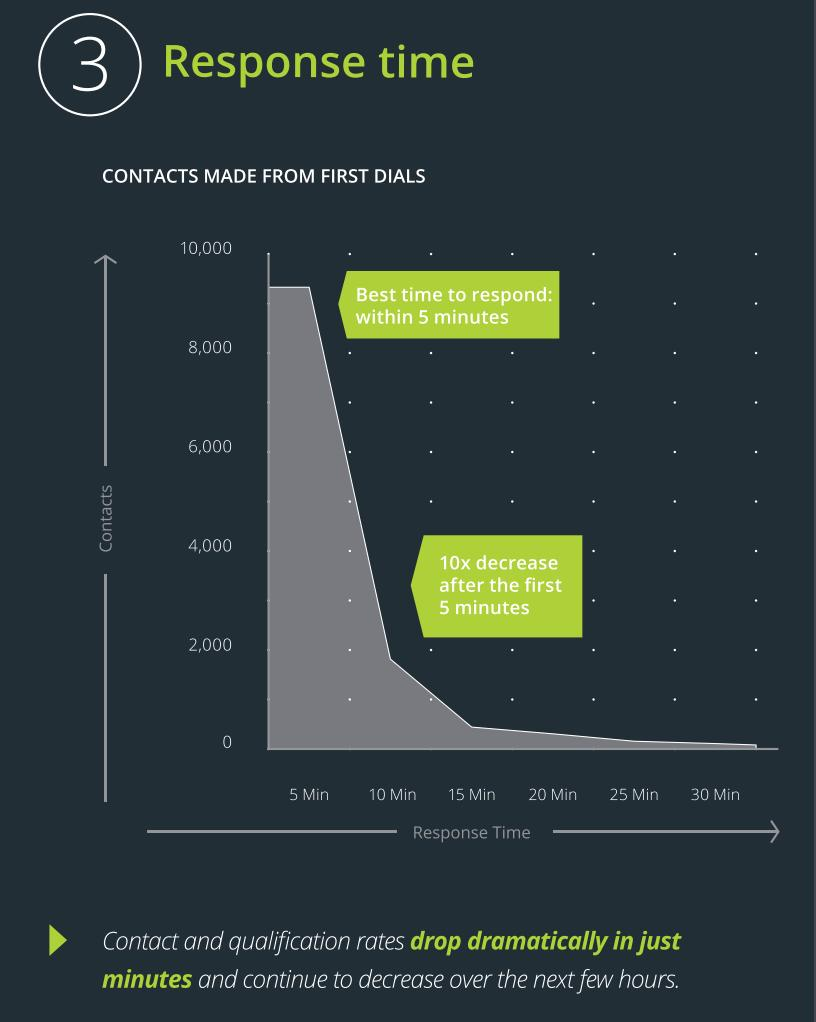 3
Response time
CONTACTS MADE FROM FIRST DIALS
10,000
Best time to respond:
within 5 minutes
8,000
6,000
Contacts
4,000
10x decrease
after the first
5 minutes
2,000
0
5 Min 10 Min 15 Min 20 Min 25 Min 30 Min
Response Time
Contact and qualification rates drop dramatically in just
minutes and continue to decrease over the next few hours.